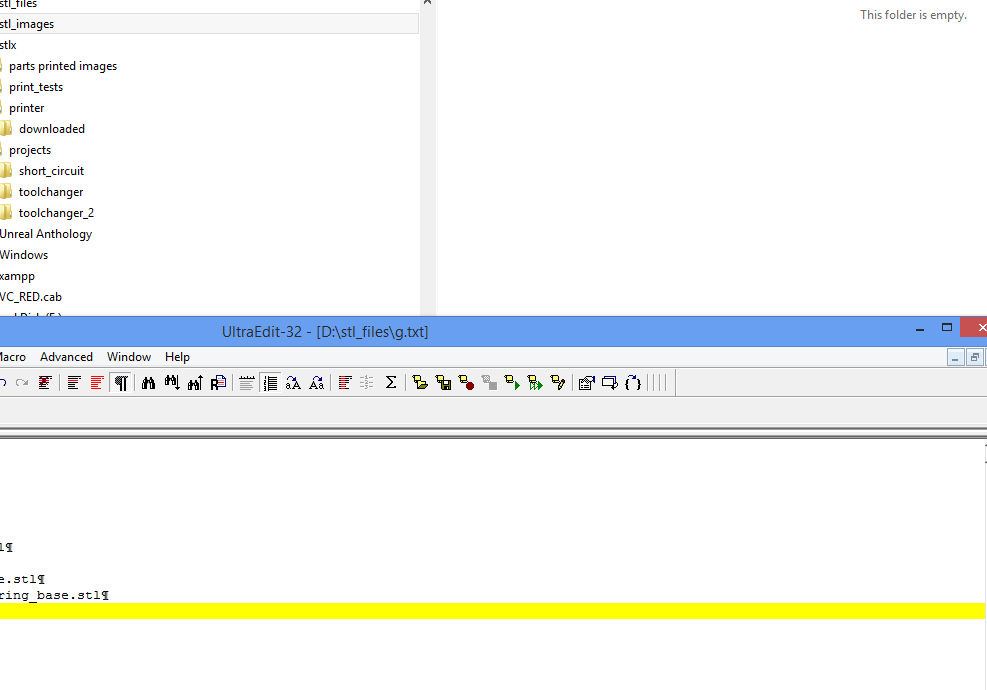 stl_files
This folder is empty.
stl_images
stlx
parts printed images
print_tests
printer
downloaded
projects
short_circuit
toolchanger
toolchanger_2
Unreal Anthology
Windows
xampp
VC_RED.cab
UltraEdit-32 - [D:\stl_files\g.txt]
Macro Advanced Window Help
l¶
e.stl¶
ring_base.stl¶